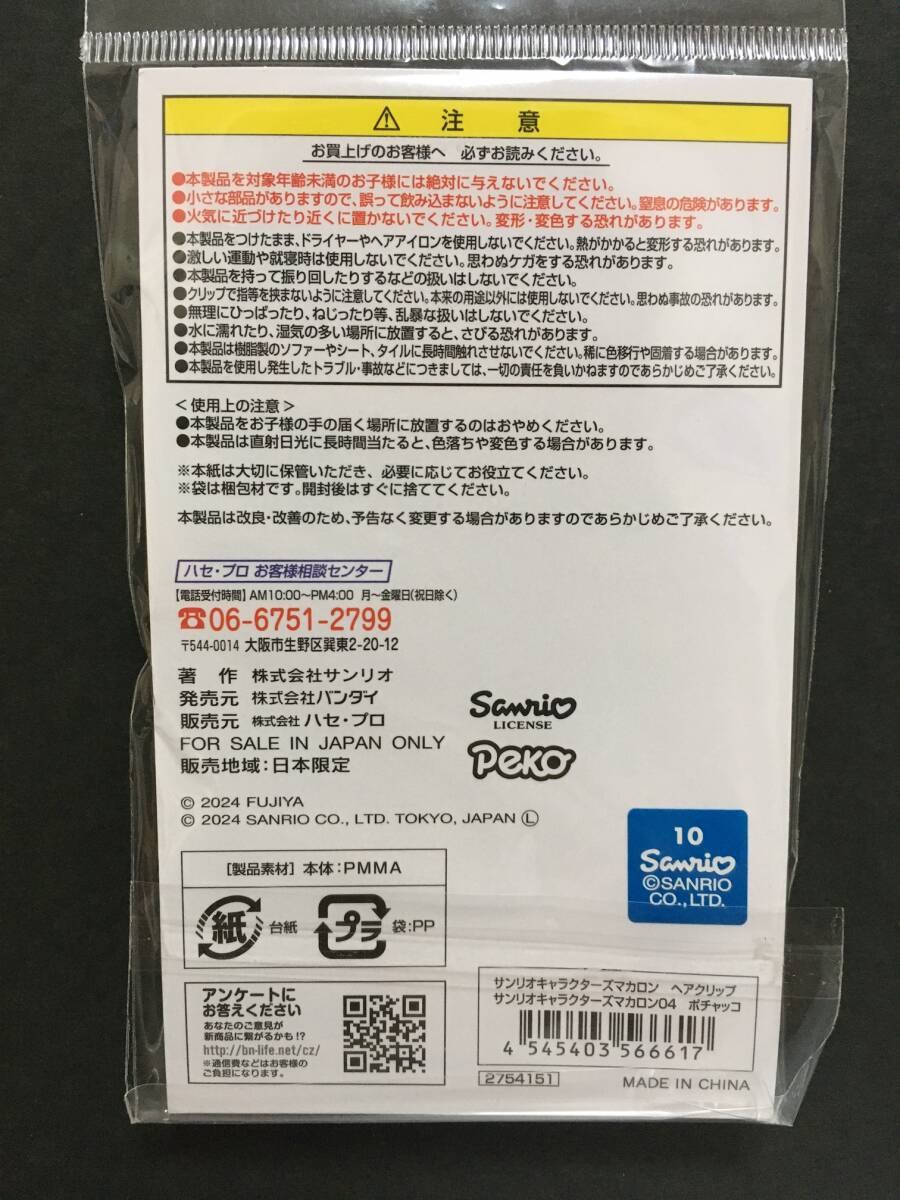 ⚠ 注 意
お買上げのお客様へ 必ずお読みください。
●本製品を対象年齢未満のお子様には絶対に与えないでください。
●小さな部品がありますので、誤って飲み込まないように注意してください。窒息の危険があります。
●火気に近づけたり近くに置かないでください。変形・変色する恐れがあります。
●本製品をつけたまま、ドライヤーやヘアアイロンを使用しないでください。熱がかかると変形する恐れがあります。
●激しい運動や就寝時は使用しないでください。思わぬケガをする恐れがあります。
●本製品を持って振り回したりするなどの扱いはしないでください。
●クリップで指等を挟まないように注意してください。本来の用途以外には使用しないでください。思わぬ事故の恐れがあります。
●無理にひっぱったり、ねじったり等、乱暴な扱いはしないでください。
●水に濡れたり、湿気の多い場所に放置すると、さびる恐れがあります。
●本製品は樹脂製のソファーやシート、タイルに長時間触れさせないでください。稀に色移行や固着する場合があります。
●本製品を使用し発生したトラブル・事故などにつきましては、一切の責任を負いかねますのであらかじめご了承ください。
＜使用上の注意＞
●本製品をお子様の手の届く場所に放置するのはおやめください。
●本製品は直射日光に長時間当たると、色落ちや変色する場合があります。
※本紙は大切に保管いただき、必要に応じてお役立てください。
※袋は梱包材です。開封後はすぐに捨ててください。
本製品は改良・改善のため、予告なく変更する場合がありますのであらかじめご了承ください。
ハセ・プロ お客様相談センター
【電話受付時間】AM10:00〜PM4:00 月〜金曜日(祝日除く)
☎06-6751-2799
〒544-0014 大阪市生野区巽東2-20-12
著 作 株式会社サンリオ
発売元 株式会社バンダイ
販売元 株式会社 ハセ・プロ
FOR SALE IN JAPAN ONLY
販売地域:日本限定
Sanrio
LICENSE
Peko
© 2024 FUJIYA
© 2024 SANRIO CO., LTD. TOKYO, JAPAN Ⓛ
10
Sanrio
©SANRIO
CO.,LTD.
［製品素材］本体:PMMA
紙 台紙 プラ 袋:PP
アンケートに
お答えください
あなたのご意見が
新商品に繋がるかも!?
http://bn-life.net/cz/
※通信費などはお客様の
ご負担になります。
サンリオキャラクターズマカロン ヘアクリップ
サンリオキャラクターズマカロン04 ポチャッコ
4 545403 566617
2754151
MADE IN CHINA